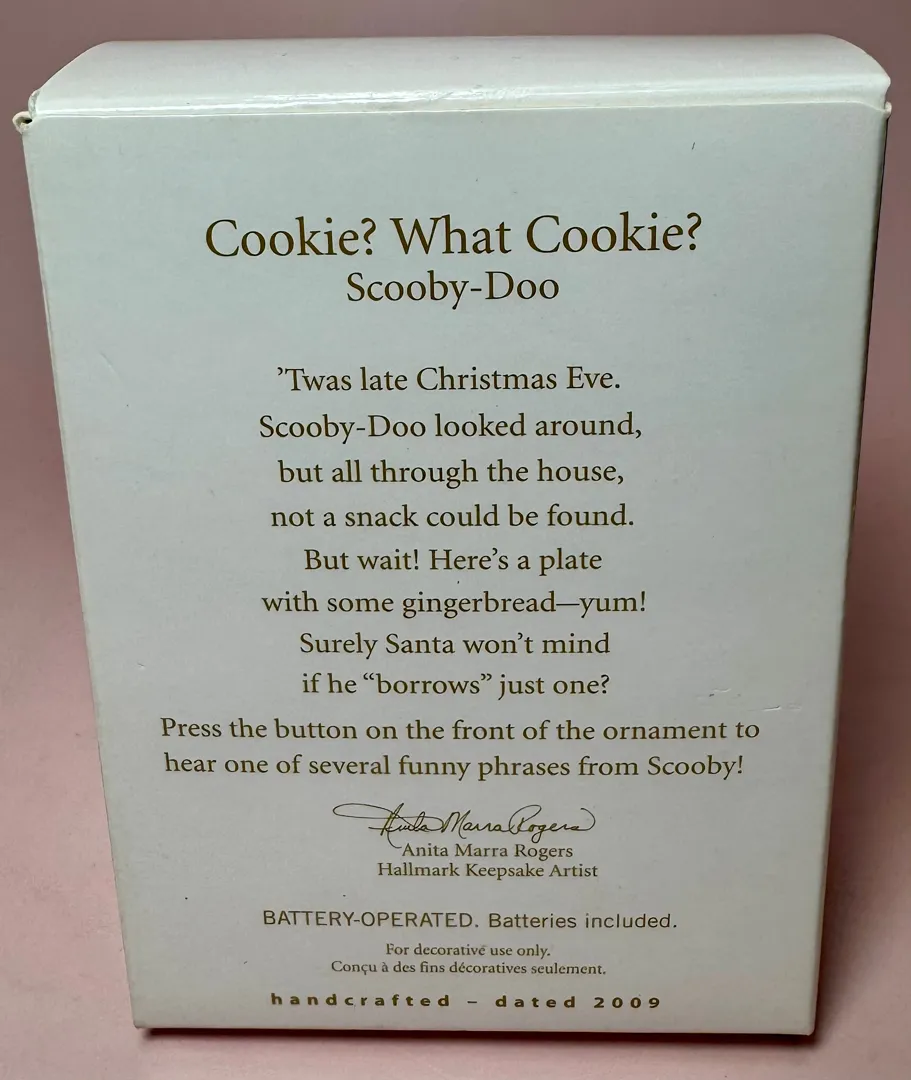 Cookie? What Cookie?
Scooby-Doo
’Twas late Christmas Eve.
Scooby-Doo looked around,
but all through the house,
not a snack could be found.
But wait! Here’s a plate
with some gingerbread—yum!
Surely Santa won’t mind
if he “borrows” just one?
Press the button on the front of the ornament to
hear one of several funny phrases from Scooby!
Anita Marra Rogers
Anita Marra Rogers
Hallmark Keepsake Artist
BATTERY-OPERATED. Batteries included.
For decorative use only.
Conçu à des fins décoratives seulement.
handcrafted – dated 2009